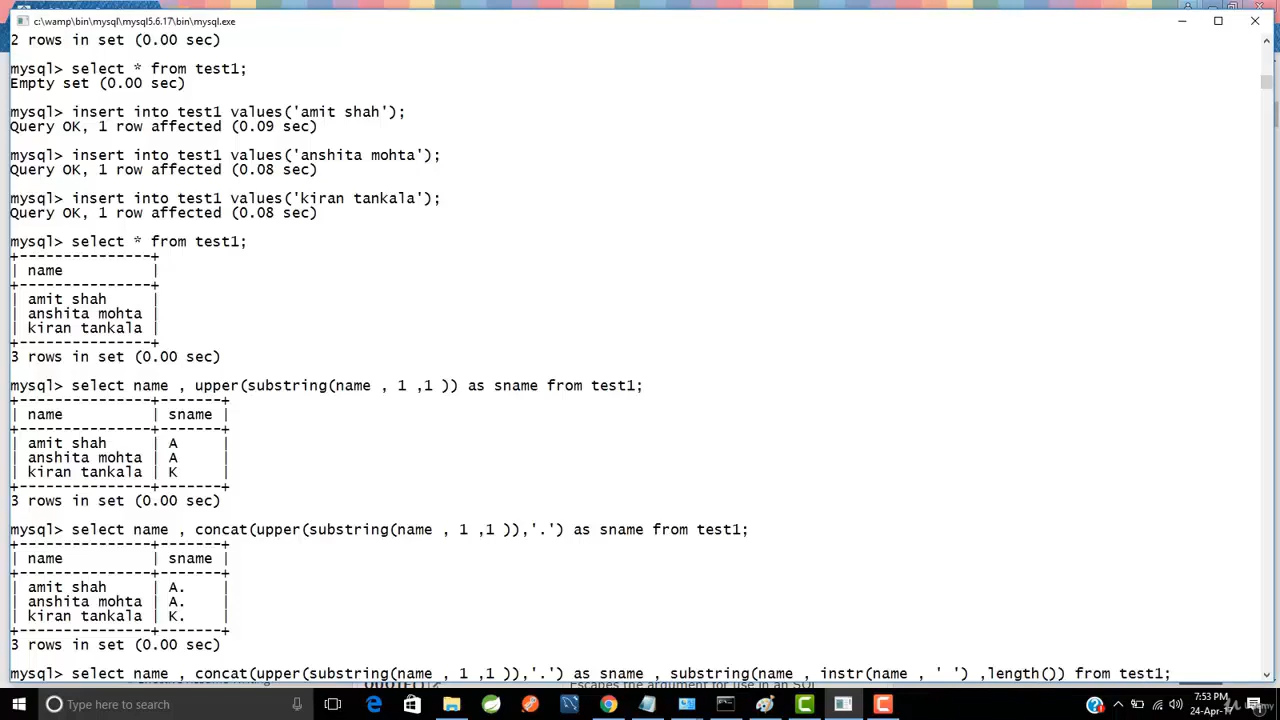 c:\wamp\bin\mysql\mysql5.6.17\bin\mysql.exe
2 rows in set (0.00 sec)
mysql> select * from test1;
Empty set (0.00 sec)
mysql> insert into test1 values('amit shah');
Query OK, 1 row affected (0.09 sec)
mysql> insert into test1 values('anshita mohta');
Query OK, 1 row affected (0.08 sec)
mysql> insert into test1 values('kiran tankala');
Query OK, 1 row affected (0.08 sec)
mysql> select * from test1;
+---------------+
| name          |
+---------------+
| amit shah     |
| anshita mohta |
| kiran tankala |
+---------------+
3 rows in set (0.00 sec)
mysql> select name , upper(substring(name , 1 ,1 )) as sname from test1;
+---------------+-------+
| name          | sname |
+---------------+-------+
| amit shah     | A     |
| anshita mohta | A     |
| kiran tankala | K     |
+---------------+-------+
3 rows in set (0.00 sec)
mysql> select name , concat(upper(substring(name , 1 ,1 )),'.') as sname from test1;
+---------------+-------+
| name          | sname |
+---------------+-------+
| amit shah     | A.    |
| anshita mohta | A.    |
| kiran tankala | K.    |
+---------------+-------+
3 rows in set (0.00 sec)
mysql> select name , concat(upper(substring(name , 1 ,1 )),'.') as sname , substring(name , instr(name , ' ') ,length()) from test1;
Escapes the argument for use in an SQL
Type here to search
7:53 PM
24-Apr-